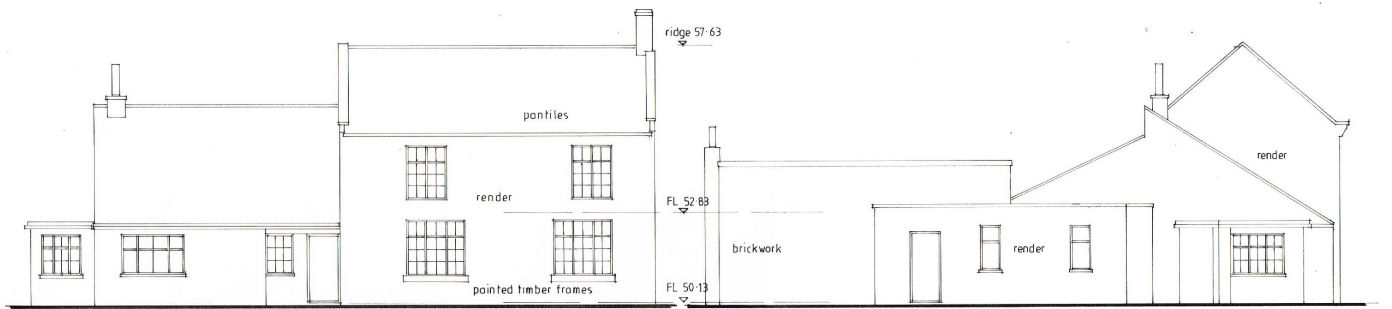 ridge 57·63
pantiles
render
render
FL 52·83
brickwork
render
painted timber frames
FL 50·13